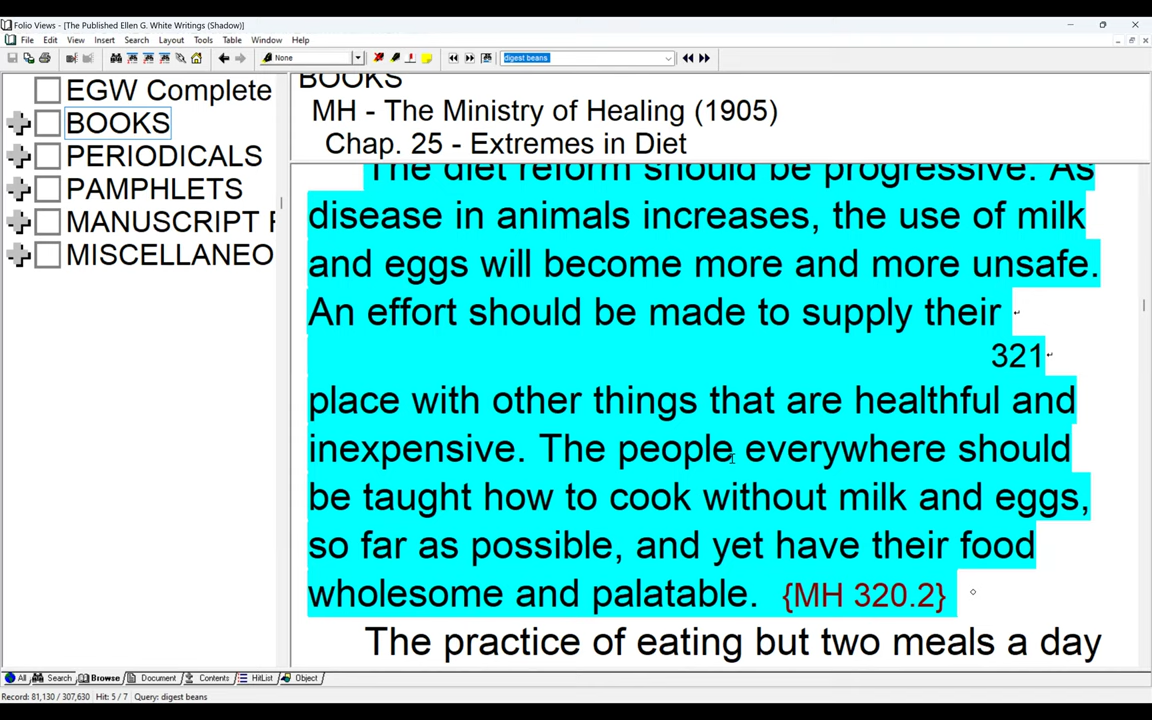 Folio Views - [The Published Ellen G. White Writings (Shadow)]
File Edit View Insert Search Layout Tools Table Window Help
None
digest beans
EGW Complete
BOOKS
PERIODICALS
PAMPHLETS
MANUSCRIPT
MISCELLANEO
BOOKS
MH - The Ministry of Healing (1905)
Chap. 25 - Extremes in Diet
The diet reform should be progressive. As
disease in animals increases, the use of milk
and eggs will become more and more unsafe.
An effort should be made to supply their
321
place with other things that are healthful and
inexpensive. The people everywhere should
be taught how to cook without milk and eggs,
so far as possible, and yet have their food
wholesome and palatable. {MH 320.2}
The practice of eating but two meals a day
All Search Browse Document Contents HitList Object
Record: 81,130 / 307,630 Hit: 5 / 7 Query: digest beans